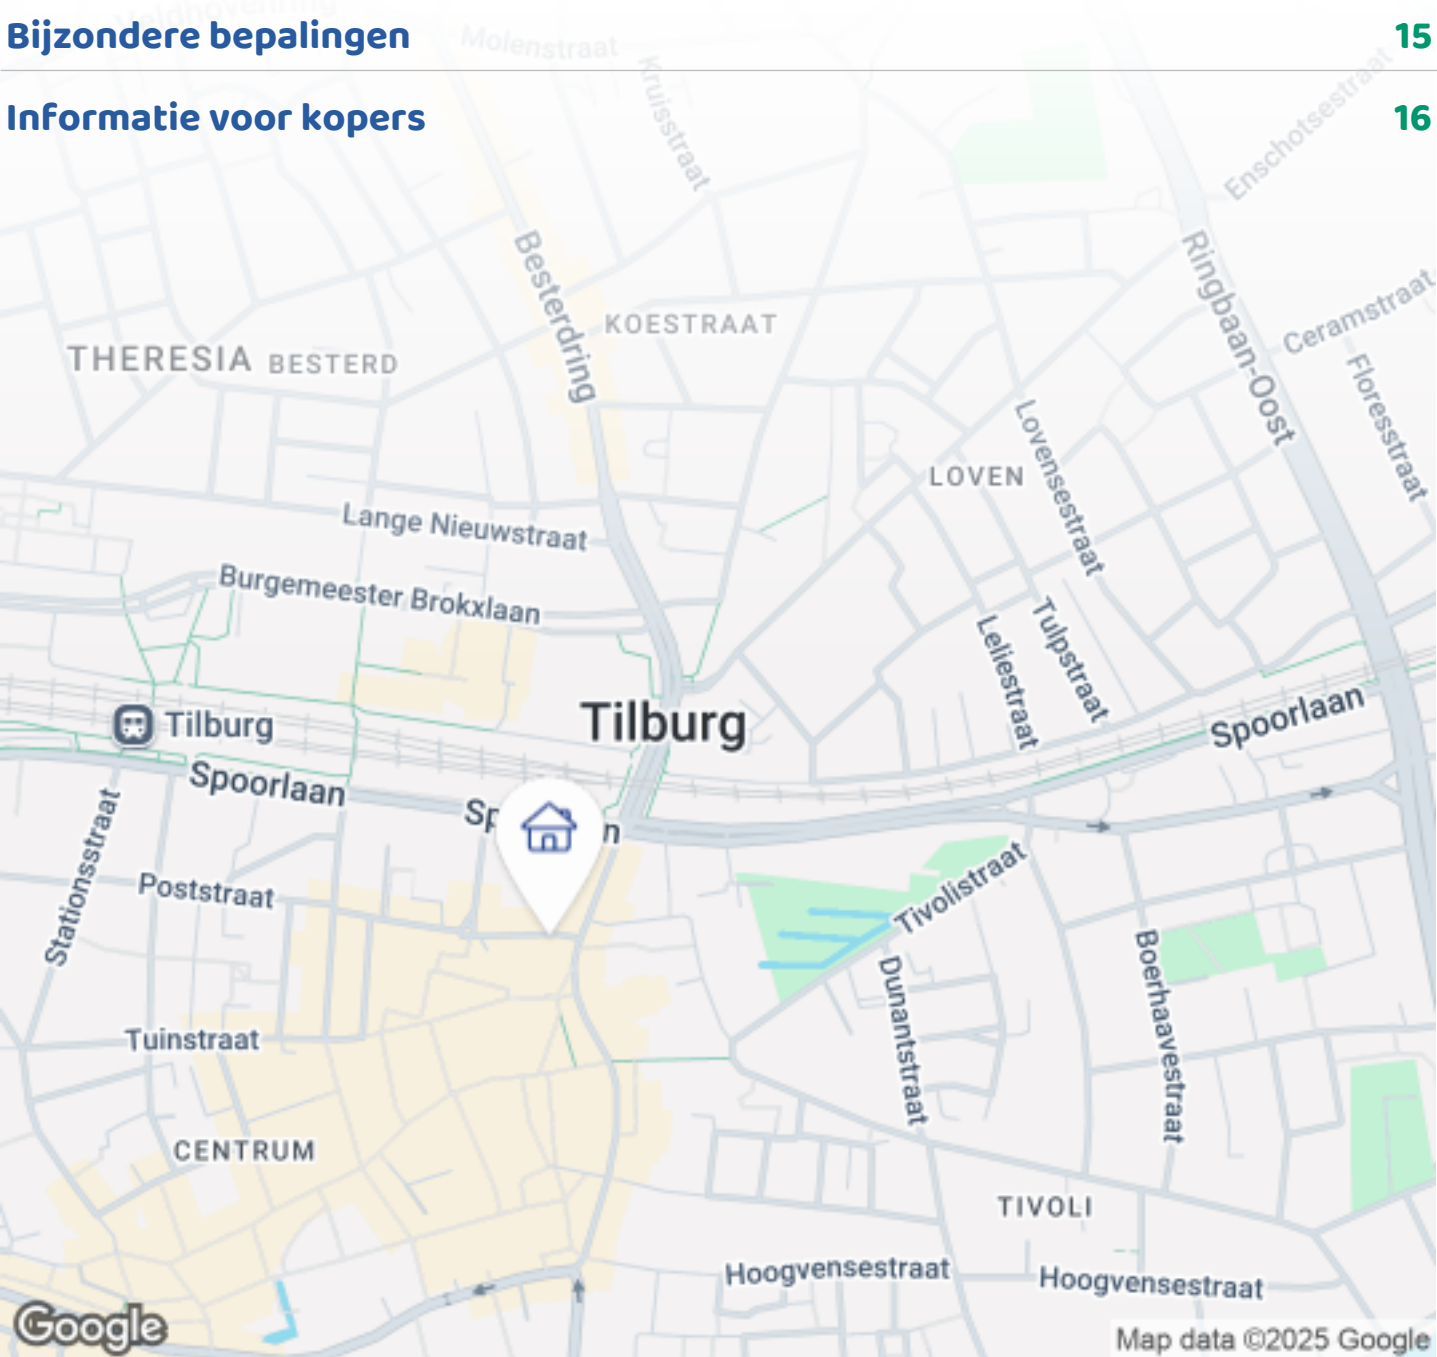 Veldhovenring
Bijzondere bepalingen 15
Molenstraat
Kruisstraat
Enschotsestraat
Informatie voor kopers 16
Besterdring
Ringbaan-Oost
Ceramstraat
KOESTRAAT
THERESIA BESTERD
Floresstraat
Lovensestraat
LOVEN
Lange Nieuwstraat
Burgemeester Brokxlaan
Tulpstraat
Leliestraat
Tilburg
Tilburg
Spoorlaan
Spoorlaan
Sp n
Stationsstraat
Poststraat
Tivolistraat
Boerhaavestraat
Dunantstraat
Tuinstraat
CENTRUM
TIVOLI
Hoogvensestraat
Hoogvensestraat
Google
Map data ©2025 Google